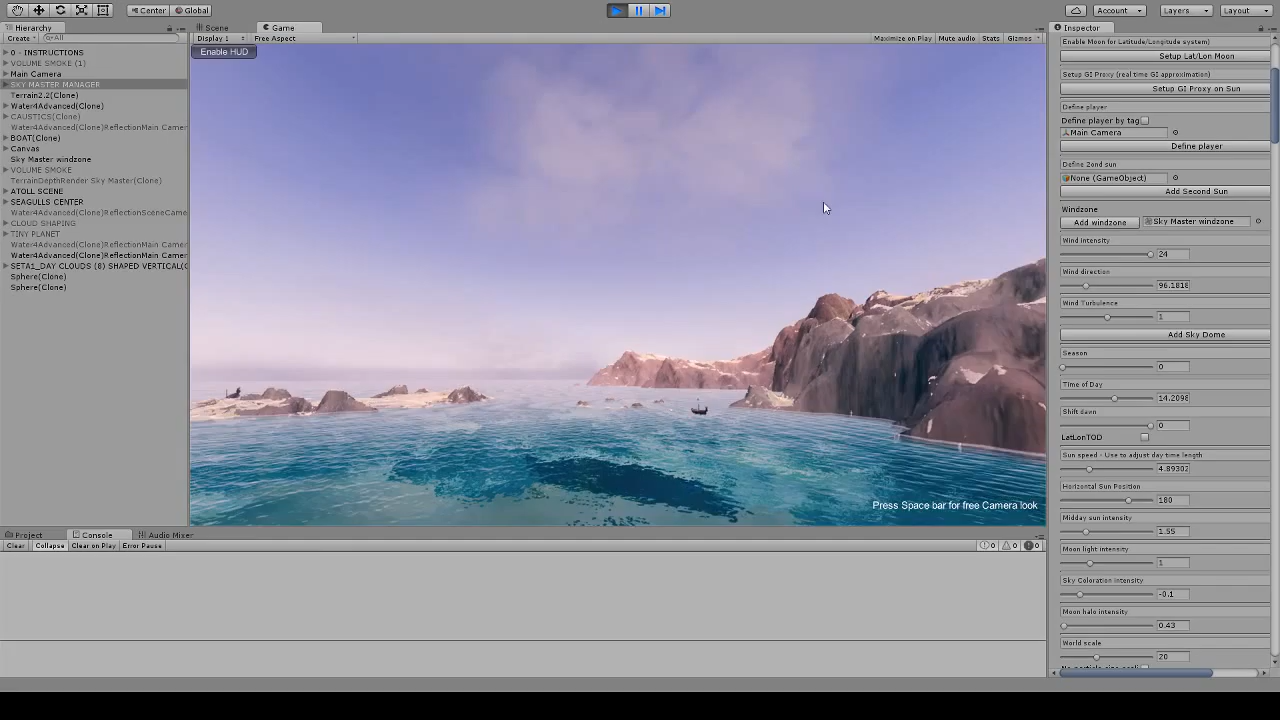 Center
Global
Account
Layers
Layout
Hierarchy
Create
All
0 - INSTRUCTIONS
VOLUME SMOKE (1)
Main Camera
SKY MASTER MANAGER
Terrain2.2(Clone)
Water4Advanced(Clone)
CAUSTICS(Clone)
Water4Advanced(Clone)ReflectionMain Camer
BOAT(Clone)
Canvas
Sky Master windzone
VOLUME SMOKE
TerrainDepthRender Sky Master(Clone)
ATOLL SCENE
SEAGULLS CENTER
Water4Advanced(Clone)ReflectionSceneCame
CLOUD SHAPING
TINY PLANET
Water4Advanced(Clone)ReflectionMain Camer
Water4Advanced(Clone)ReflectionMain Camer
SETA1_DAY CLOUDS (8) SHAPED VERTICAL(C
Sphere(Clone)
Sphere(Clone)
Scene
Game
Display 1
Free Aspect
Maximize on Play
Mute audio
Stats
Gizmos
Enable HUD
Press Space bar for free Camera look
Project
Console
Audio Mixer
Clear
Collapse
Clear on Play
Error Pause
0
0
0
Inspector
Enable Moon for Latitude/Longitude system)
Setup Lat/Lon Moon
Setup GI Proxy (real time GI approximation)
Setup GI Proxy on Sun
Define player
Define player by tag
Main Camera
Define player
Define 2ond sun
None (GameObject)
Add Second Sun
Windzone
Add windzone
Sky Master windzone
Wind Intensity
24
Wind direction
96.1818
Wind Turbulence
1
Add Sky Dome
Season
0
Time of Day
14.2098
Shift dawn
0
LatLonTOD
Sun speed - Use to adjust day time length
4.89302
Horizontal Sun Position
180
Midday sun intensity
1.55
Moon light intensity
1
Sky Coloration intensity
-0.1
Moon halo intensity
0.43
World scale
20